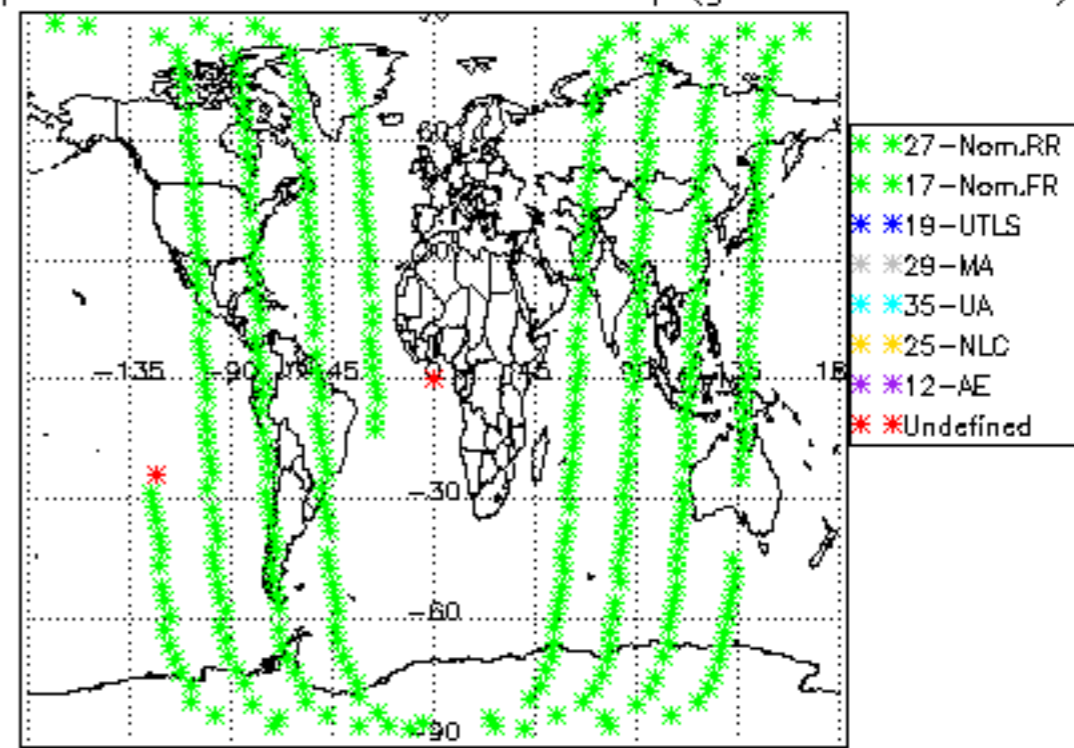 60
-135
-90
45
45
-30
-60
-90
27-Nom.RR
17-Nom.FR
19-UTLS
29-MA
35-UA
25-NLC
12-AE
Undefined